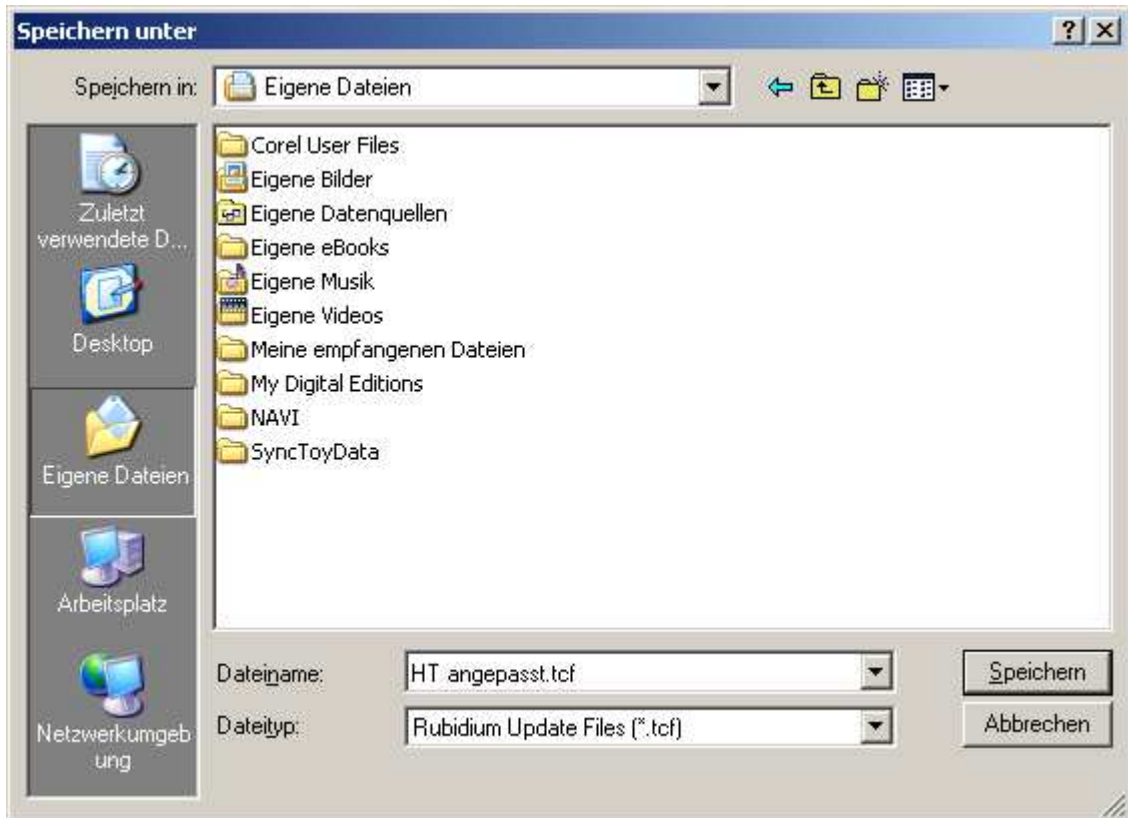 Speichern unter
Speichern in:
Eigene Dateien
Zuletzt
verwendete D...
Desktop
Eigene Dateien
Arbeitsplatz
Netzwerkumgeb
ung
Corel User Files
Eigene Bilder
Eigene Datenquellen
Eigene eBooks
Eigene Musik
Eigene Videos
Meine empfangenen Dateien
My Digital Editions
NAVI
SyncToyData
Dateiname:
HT angepasst.tcf
Speichern
Dateityp:
Rubidium Update Files (*.tcf)
Abbrechen